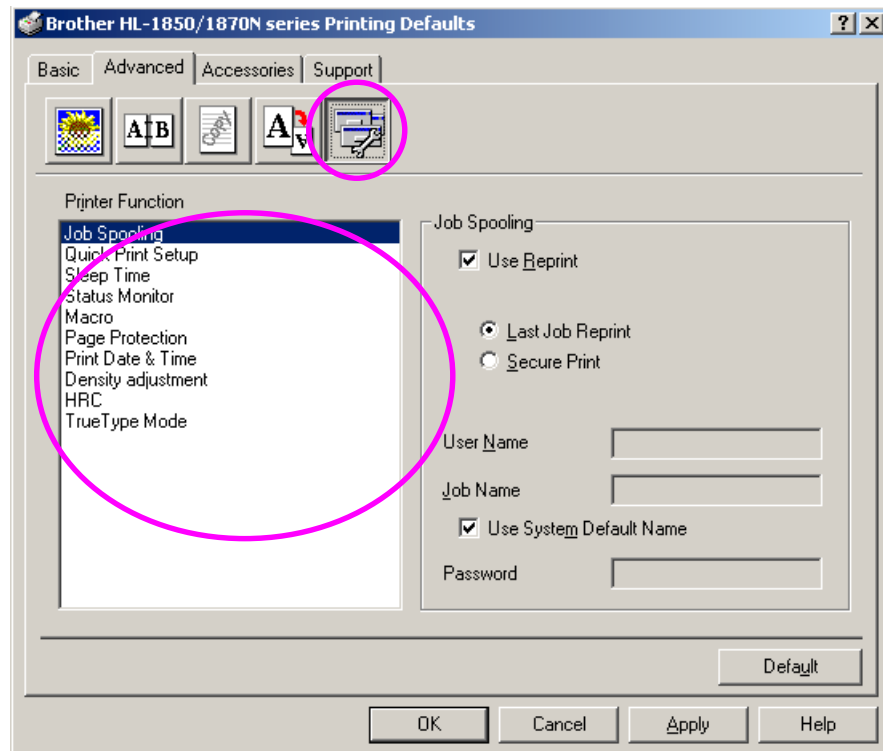 Brother HL-1850/1870N series Printing Defaults
Basic Advanced Accessories Support
A B COPY A A
Printer Function
Job Spooling
Quick Print Setup
Sleep Time
Status Monitor
Macro
Page Protection
Print Date & Time
Density adjustment
HRC
TrueType Mode
Job Spooling
Use Reprint
Last Job Reprint
Secure Print
User Name
Job Name
Use System Default Name
Password
Default
OK Cancel Apply Help